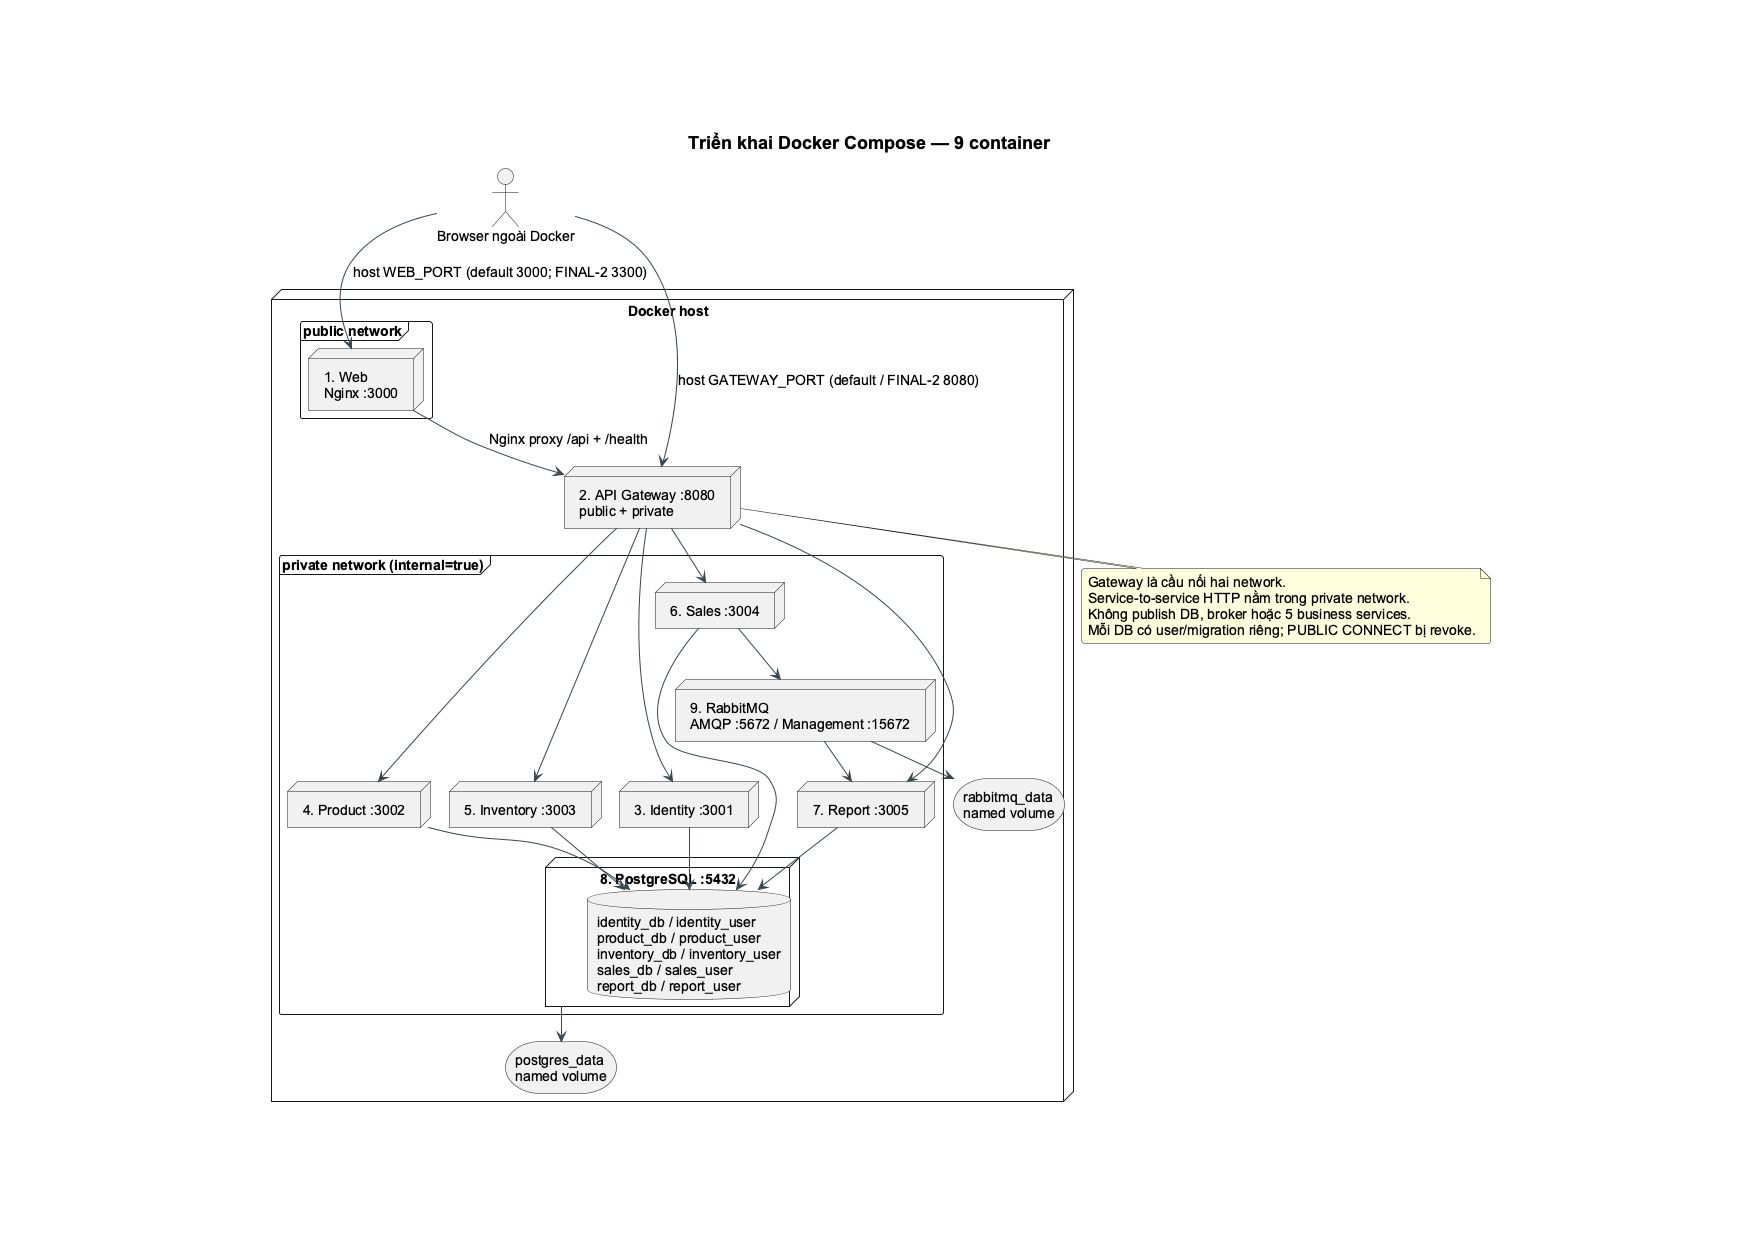 Triển khai Docker Compose — 9 container
Browser ngoài Docker
host WEB_PORT (default 3000; FINAL-2 3300)
Docker host
public network
1. Web
Nginx :3000
host GATEWAY_PORT (default / FINAL-2 8080)
Nginx proxy /api + /health
2. API Gateway :8080
public + private
private network (internal=true)
Gateway là cầu nối hai network.
Service-to-service HTTP nằm trong private network.
Không publish DB, broker hoặc 5 business services.
Mỗi DB có user/migration riêng; PUBLIC CONNECT bị revoke.
6. Sales :3004
9. RabbitMQ
AMQP :5672 / Management :15672
4. Product :3002
5. Inventory :3003
3. Identity :3001
7. Report :3005
rabbitmq_data
named volume
8. PostgreSQL :5432
identity_db / identity_user
product_db / product_user
inventory_db / inventory_user
sales_db / sales_user
report_db / report_user
postgres_data
named volume